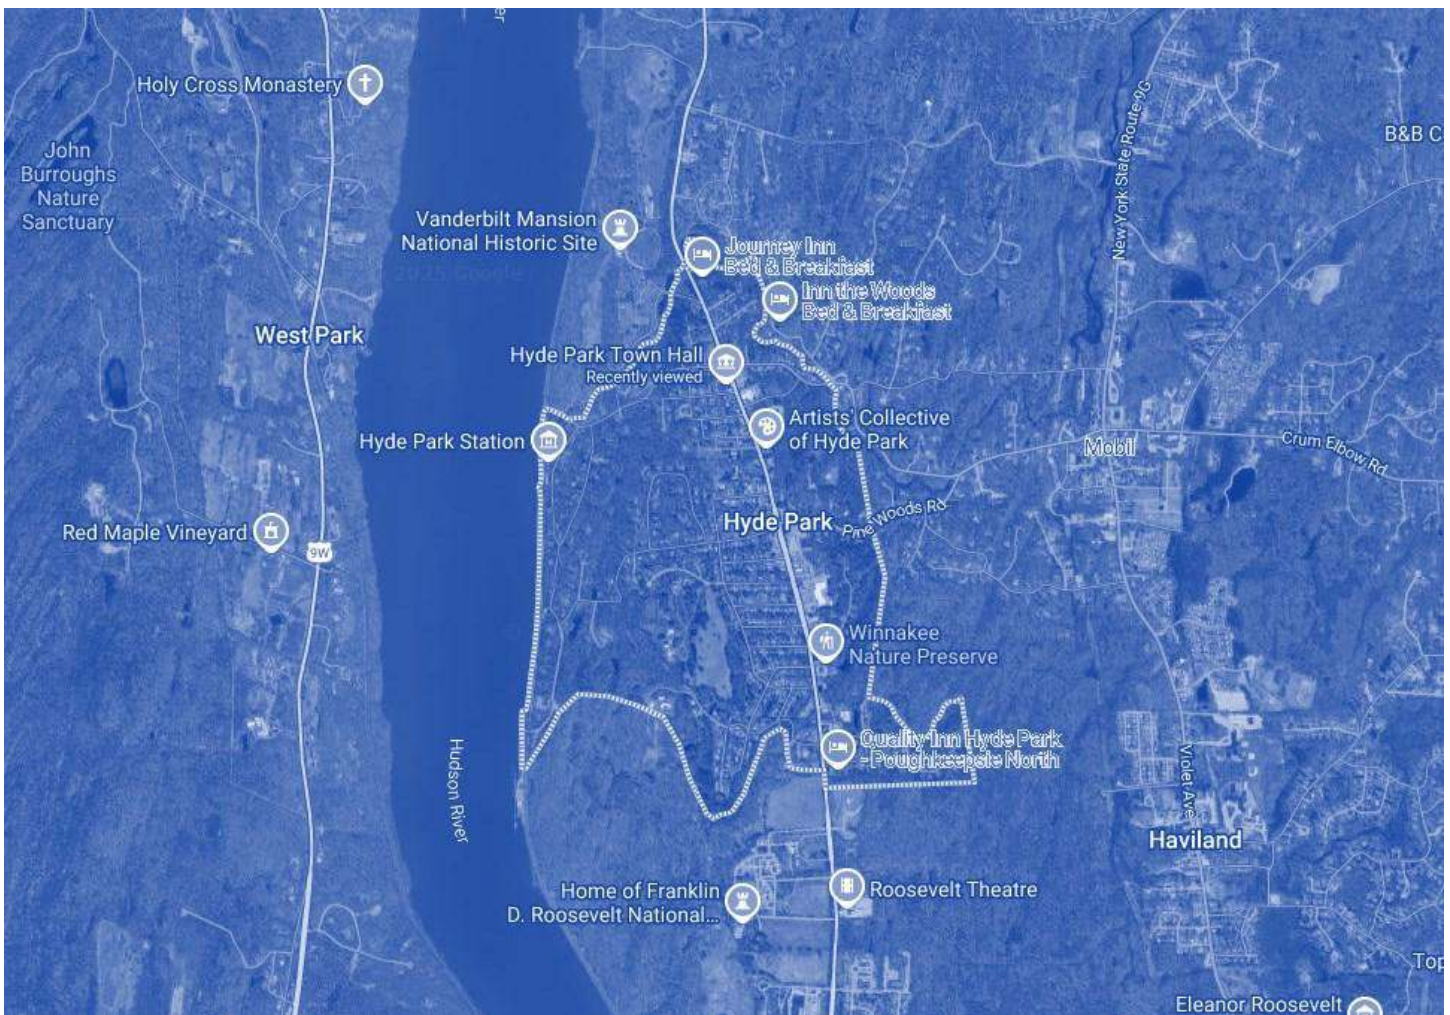 er
Holy Cross Monastery
B&B C
John
Burroughs
Nature
Sanctuary
New York State Route 9G
Vanderbilt Mansion
National Historic Site
Journey Inn
Bed & Breakfast
Inn the Woods
Bed & Breakfast
West Park
Hyde Park Town Hall
Recently viewed
Artists' Collective
of Hyde Park
Hyde Park Station
Mobil
Crum Elbow Rd
Red Maple Vineyard
9W
Hyde Park
Pine Woods Rd
Winnakee
Nature Preserve
Quality Inn Hyde Park
- Poughkeepsie North
Hudson River
Violet Ave
Haviland
Home of Franklin
D. Roosevelt National...
Roosevelt Theatre
Top
Eleanor Roosevelt